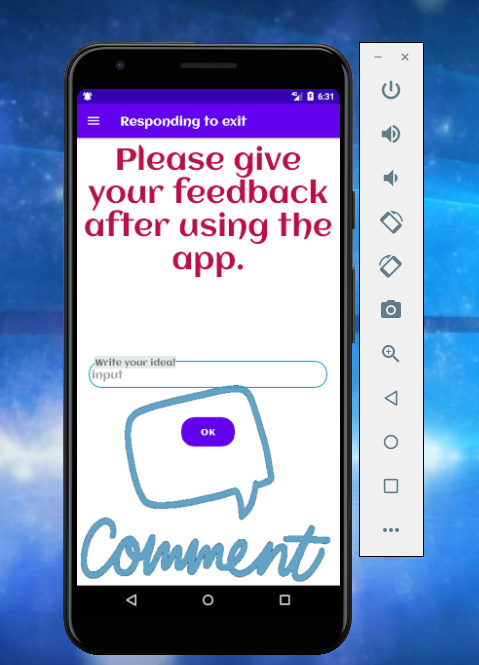 6:31
Responding to exit
Please give
your feedback
after using the
app.
Write your idea!
input
OK
Comment